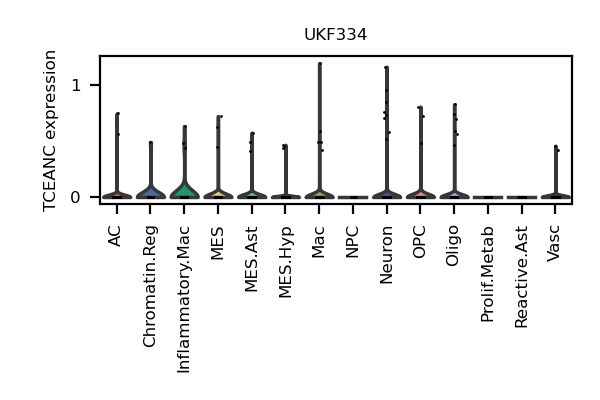 UKF334
TCEANC expression
1
0
AC
Chromatin.Reg
Inflammatory.Mac
MES
MES.Ast
MES.Hyp
Mac
NPC
Neuron
OPC
Oligo
Prolif.Metab
Reactive.Ast
Vasc